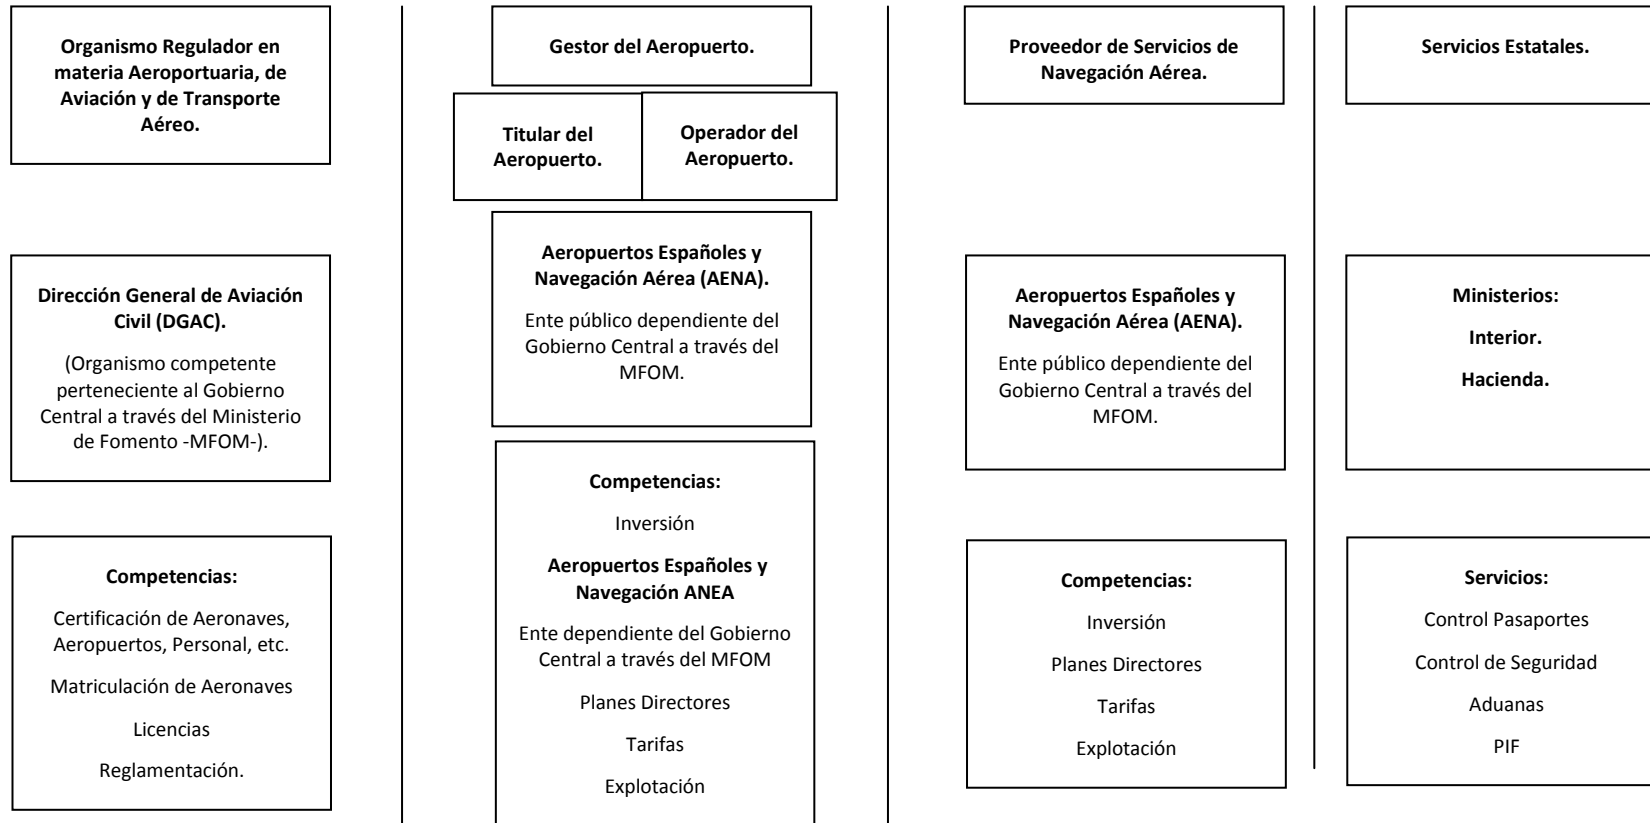 Organismo Regulador en
materia Aeroportuaria, de
Aviación y de Transporte
Aéreo.
Dirección General de Aviación
Civil (DGAC).
(Organismo competente
perteneciente al Gobierno
Central a través del Ministerio
de Fomento -MFOM-).
Competencias:
Certificación de Aeronaves,
Aeropuertos, Personal, etc.
Matriculación de Aeronaves
Licencias
Reglamentación.
Gestor del Aeropuerto.
Titular del
Aeropuerto.
Operador del
Aeropuerto.
Aeropuertos Españoles y
Navegación Aérea (AENA).
Ente público dependiente del
Gobierno Central a través del
MFOM.
Competencias:
Inversión
Aeropuertos Españoles y
Navegación ANEA
Ente dependiente del Gobierno
Central a través del MFOM
Planes Directores
Tarifas
Explotación
Proveedor de Servicios de
Navegación Aérea.
Aeropuertos Españoles y
Navegación Aérea (AENA).
Ente público dependiente del
Gobierno Central a través del
MFOM.
Competencias:
Inversión
Planes Directores
Tarifas
Explotación
Servicios Estatales.
Ministerios:
Interior.
Hacienda.
Servicios:
Control Pasaportes
Control de Seguridad
Aduanas
PIF